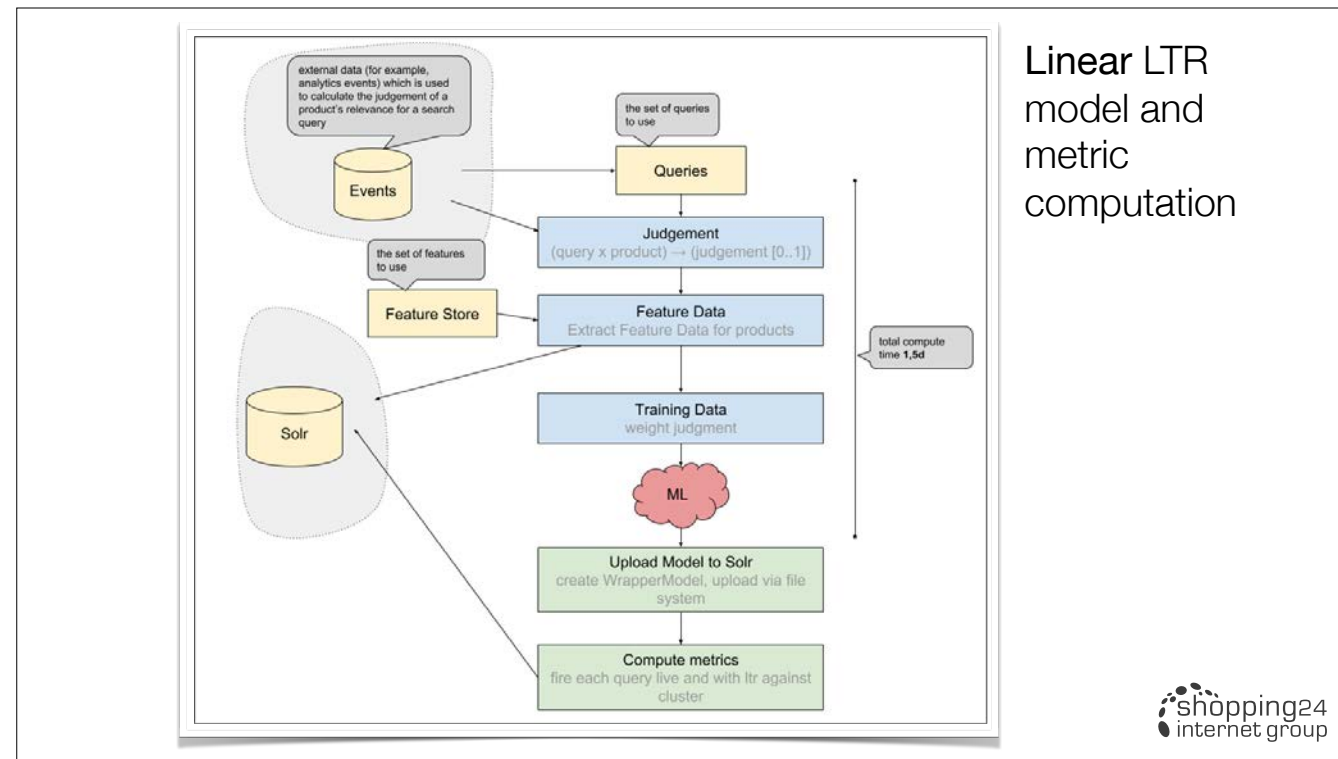 Linear LTR
model and
metric
computation
external data (for example,
analytics events) which is used
to calculate the judgement of a
product's relevance for a search
query
Events
the set of queries
to use
Queries
Judgement
(query x product) → (judgement [0..1])
the set of features
to use
Feature Store
Feature Data
Extract Feature Data for products
total compute
time 1,5d
Solr
Training Data
weight judgment
ML
Upload Model to Solr
create WrapperModel, upload via file
system
Compute metrics
fire each query live and with ltr against
cluster
shopping24
internet group